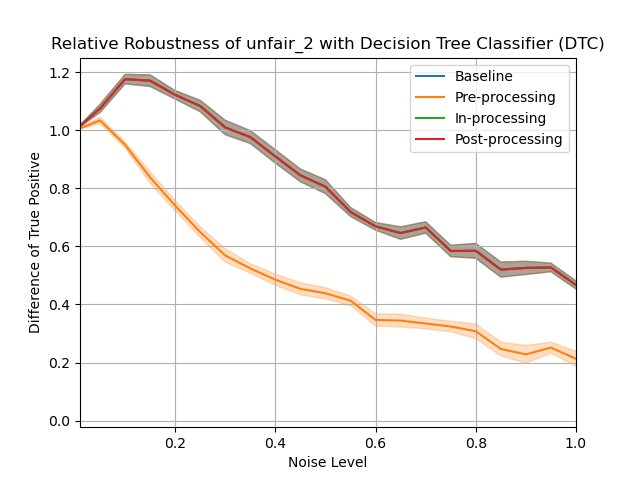 Relative Robustness of unfair_2 with Decision Tree Classifier (DTC)
1.2
1.0
0.8
0.6
0.4
0.2
0.0
Difference of True Positive
Baseline
Pre-processing
In-processing
Post-processing
0.2 0.4 0.6 0.8 1.0
Noise Level